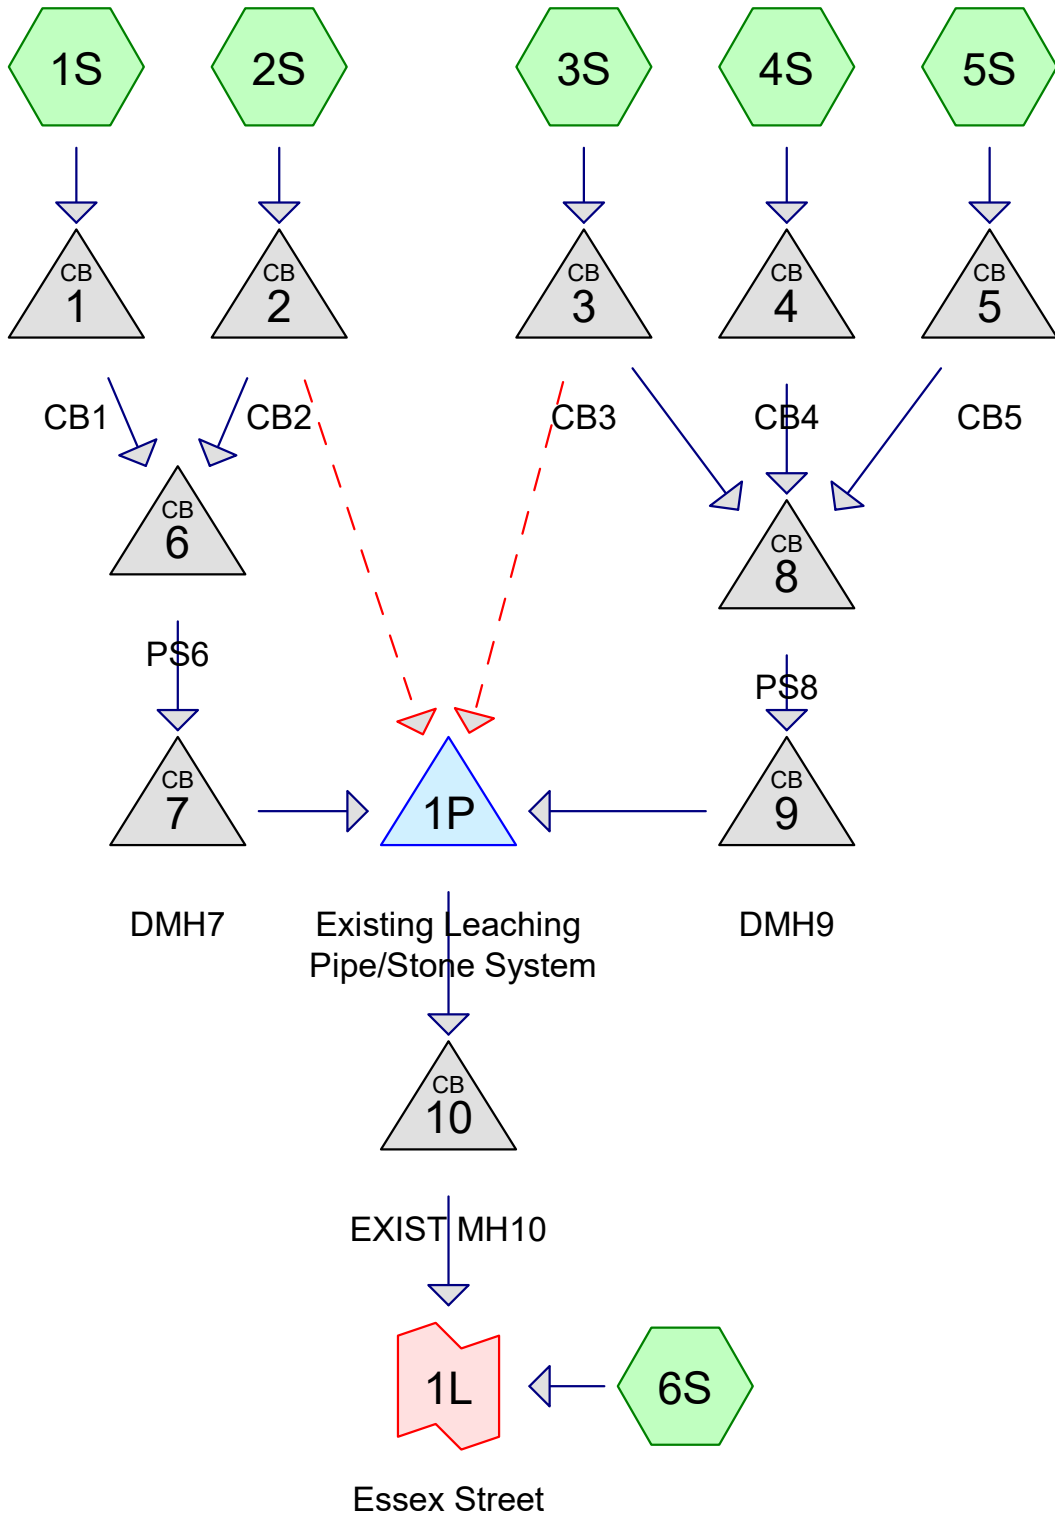 1S
2S
3S
4S
5S
CB
1
CB
2
CB
3
CB
4
CB
5
CB1
CB2
CB3
CB4
CB5
CB
6
CB
8
PS6
PS8
CB
7
1P
CB
9
DMH7
Existing Leaching
Pipe/Stone System
DMH9
CB
10
EXIST MH10
1L
6S
Essex Street